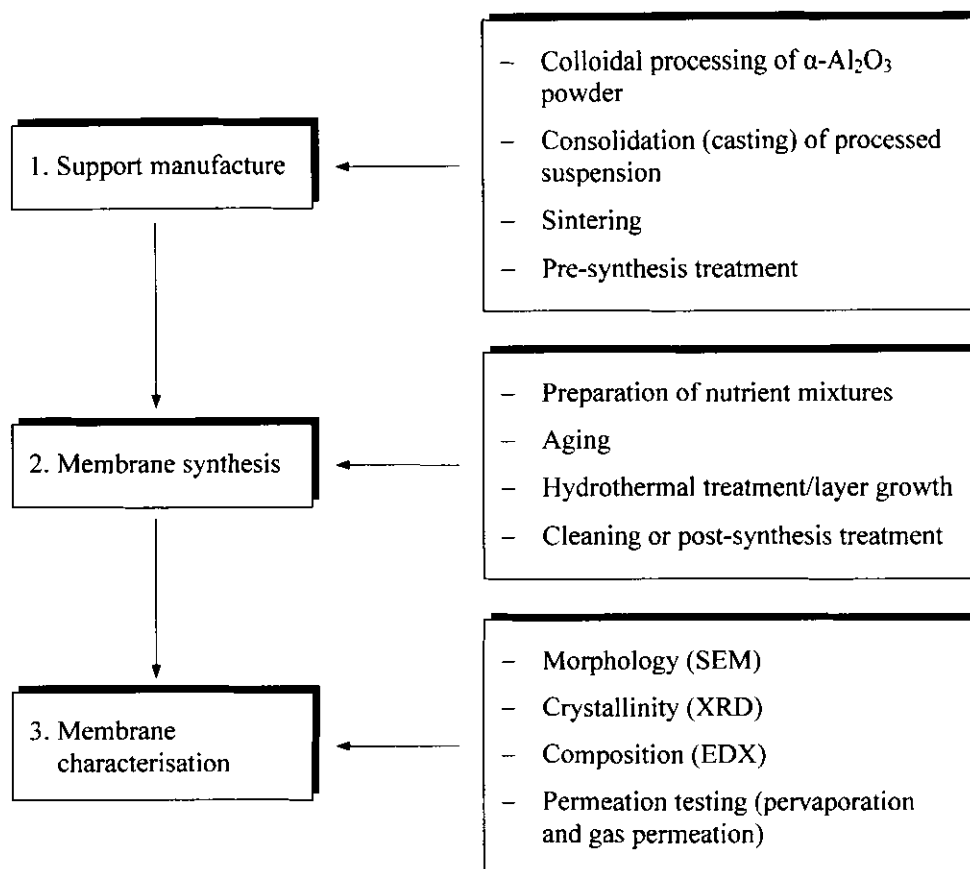 1. Support manufacture
– Colloidal processing of α-Al₂O₃
powder
– Consolidation (casting) of processed
suspension
– Sintering
– Pre-synthesis treatment
2. Membrane synthesis
– Preparation of nutrient mixtures
– Aging
– Hydrothermal treatment/layer growth
– Cleaning or post-synthesis treatment
3. Membrane
characterisation
– Morphology (SEM)
– Crystallinity (XRD)
– Composition (EDX)
– Permeation testing (pervaporation
and gas permeation)